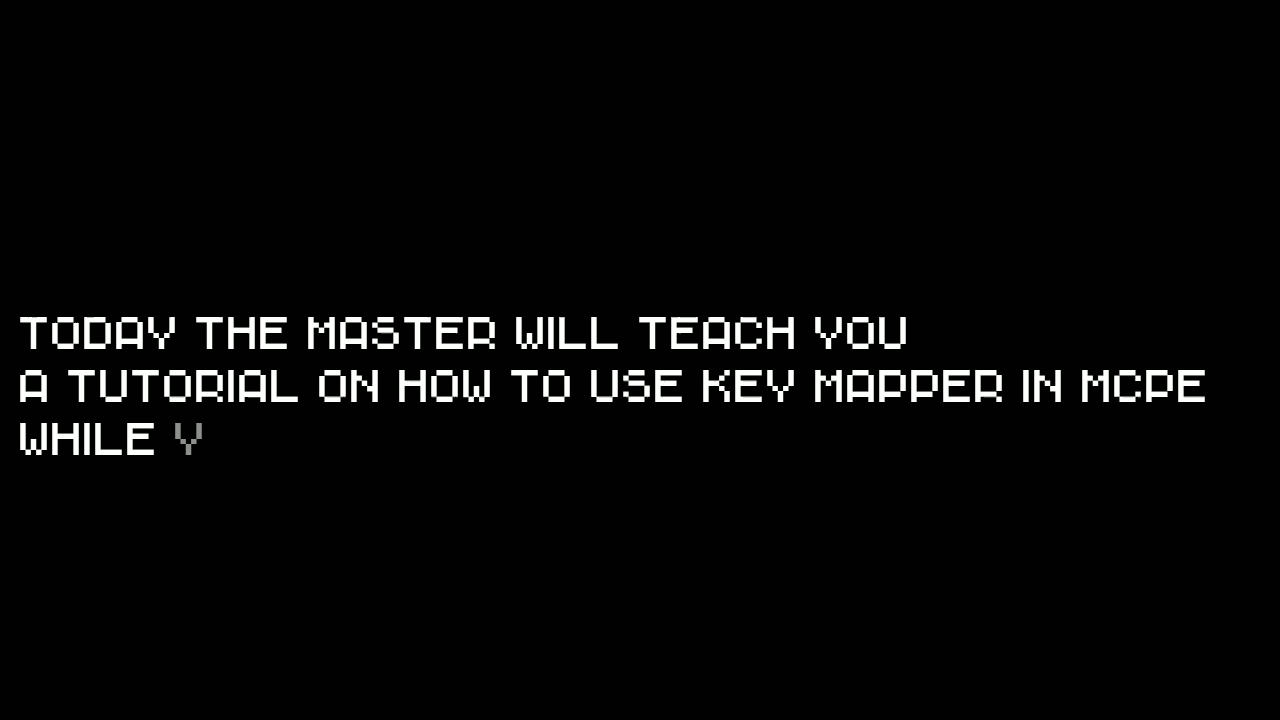 TODAY THE MASTER WILL TEACH YOU
A TUTORIAL ON HOW TO USE KEY MAPPER IN MCPE
WHILE Y